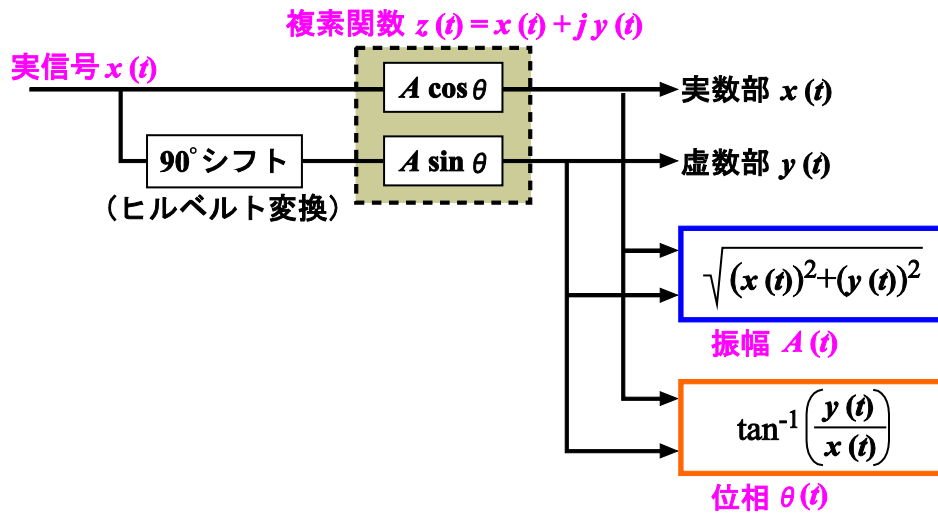 複素関数 z (t) = x (t) + j y (t)
実信号 x (t)
A cos θ
実数部 x (t)
90°シフト
A sin θ
虚数部 y (t)
（ヒルベルト変換）
√((x (t))²+(y (t))²)
振幅 A (t)
tan⁻¹(y (t)/x (t))
位相 θ (t)